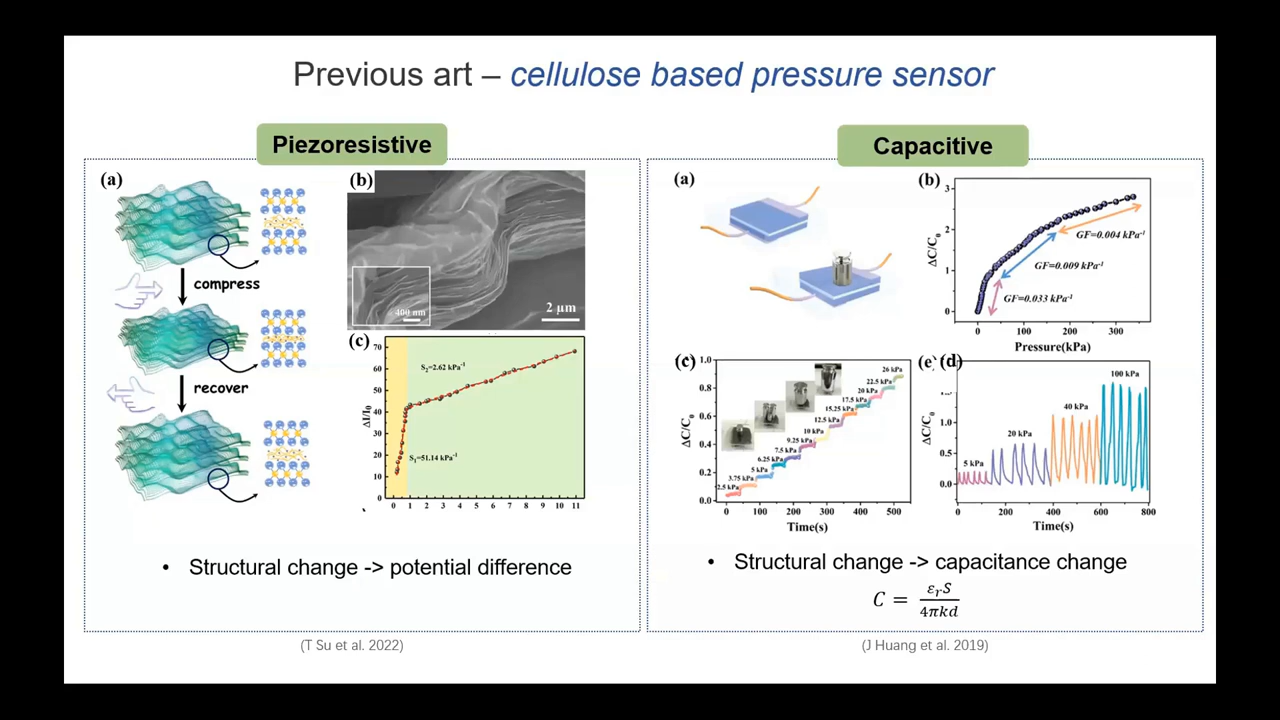 Previous art – cellulose based pressure sensor
Piezoresistive
(a)
compress
recover
(b)
400 nm
2 µm
(c)
ΔI/I₀
70
60
50
40
30
20
10
0
S₂=2.62 kPa⁻¹
S₁=51.14 kPa⁻¹
0 1 2 3 4 5 6 7 8 9 10 11
• Structural change -> potential difference
(T Su et al. 2022)
Capacitive
(a)
(b)
ΔC/C₀
3
2
1
0
GF=0.004 kPa⁻¹
GF=0.009 kPa⁻¹
GF=0.033 kPa⁻¹
0 100 200 300
Pressure(kPa)
(c)
ΔC/C₀
1.0
0.8
0.6
0.4
0.2
0.0
26 kPa
22.5 kPa
20 kPa
17.5 kPa
15.25 kPa
12.5 kPa
10 kPa
9.25 kPa
7.5 kPa
6.25 kPa
5 kPa
3.75 kPa
2.5 kPa
0 100 200 300 400 500
Time(s)
(e) (d)
ΔC/C₀
1.0
0.5
0.0
100 kPa
40 kPa
20 kPa
5 kPa
0 200 400 600 800
Time(s)
• Structural change -> capacitance change
C = εᵣS / 4πkd
(J Huang et al. 2019)